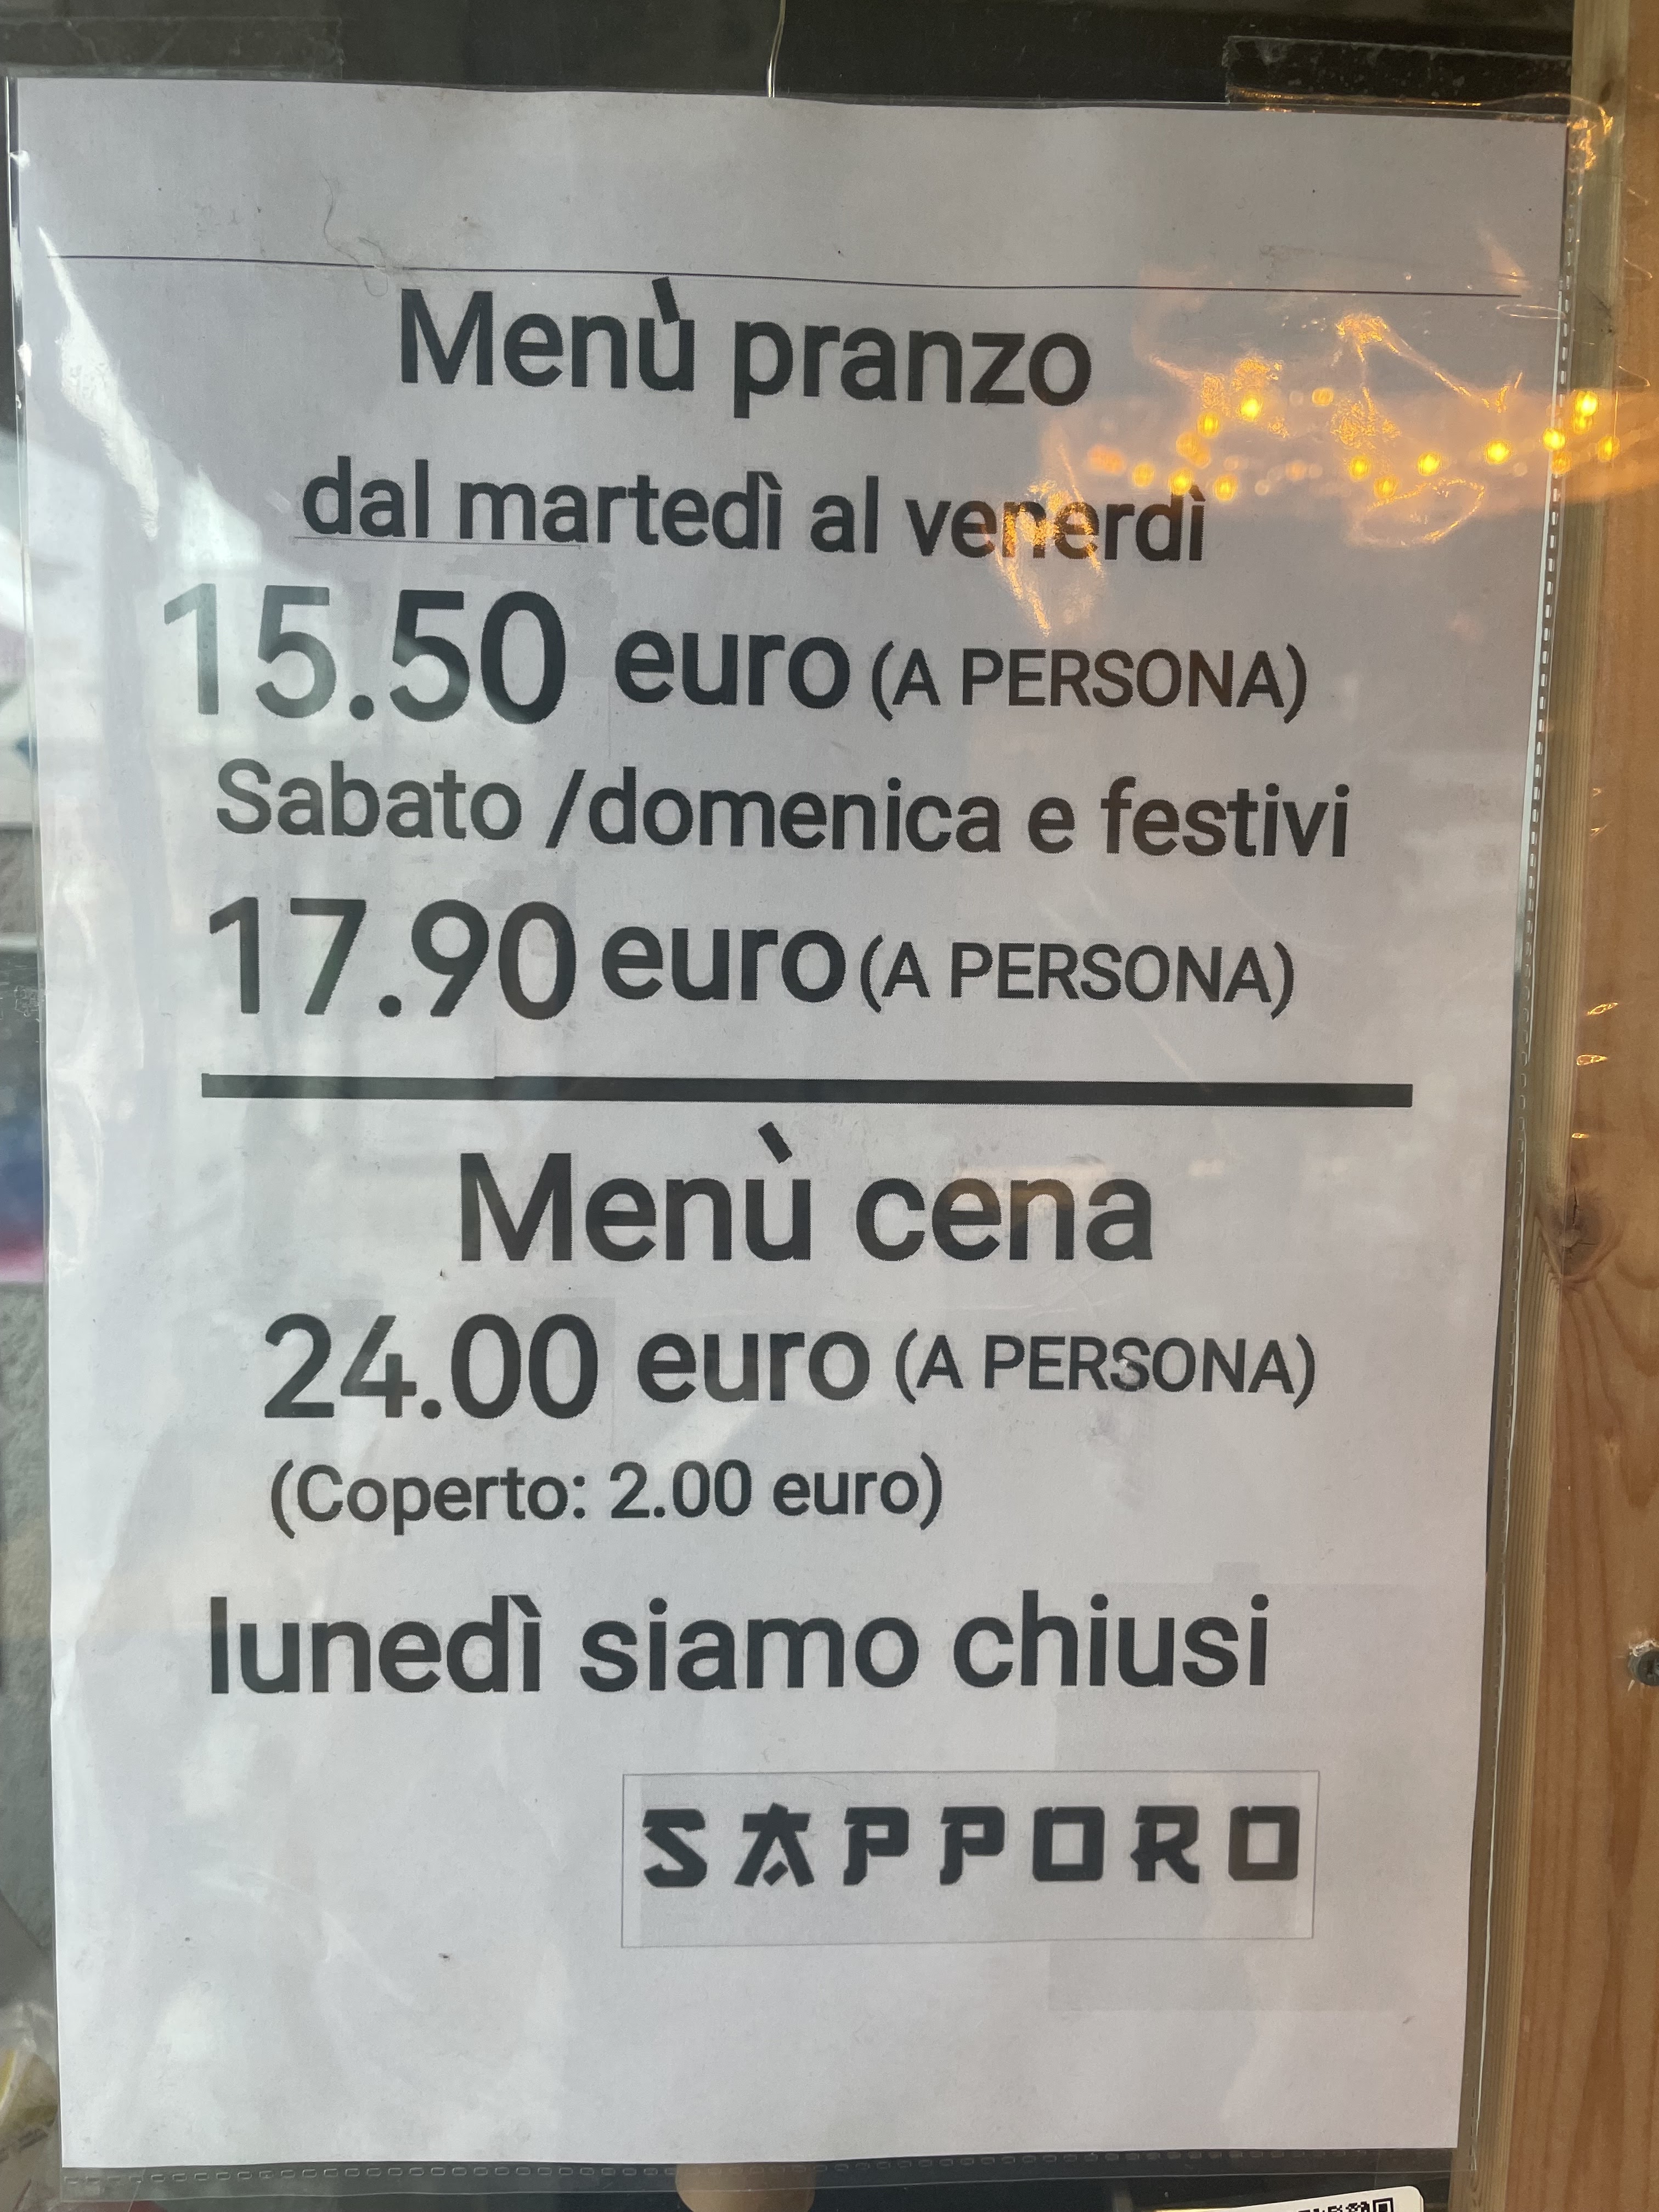 Menù pranzo
dal martedì al venerdì
15.50 euro (A PERSONA)
Sabato /domenica e festivi
17.90 euro (A PERSONA)
Menù cena
24.00 euro (A PERSONA)
(Coperto: 2.00 euro)
lunedì siamo chiusi
SAPPORO